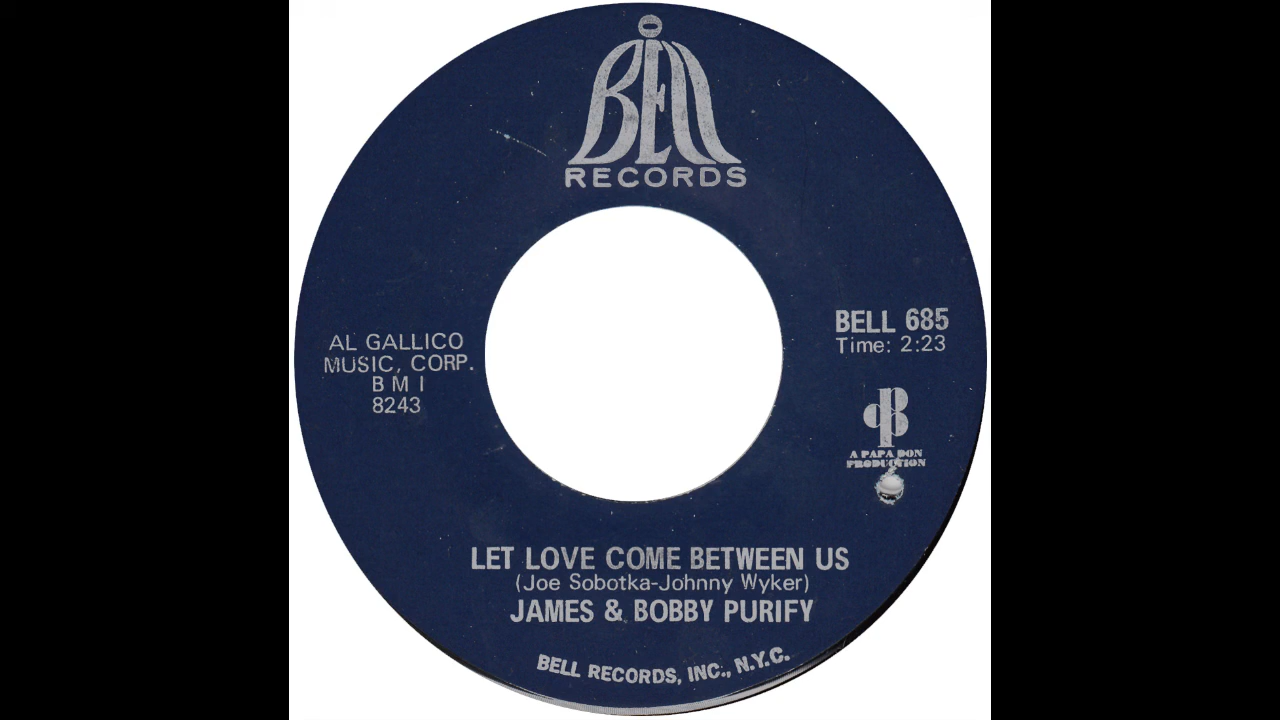 BELL
RECORDS
AL GALLICO
MUSIC, CORP.
B M I
8243
BELL 685
Time: 2:23
A PAPA DON
PRODUCTION
LET LOVE COME BETWEEN US
(Joe Sobotka-Johnny Wyker)
JAMES & BOBBY PURIFY
BELL RECORDS, INC., N.Y.C.